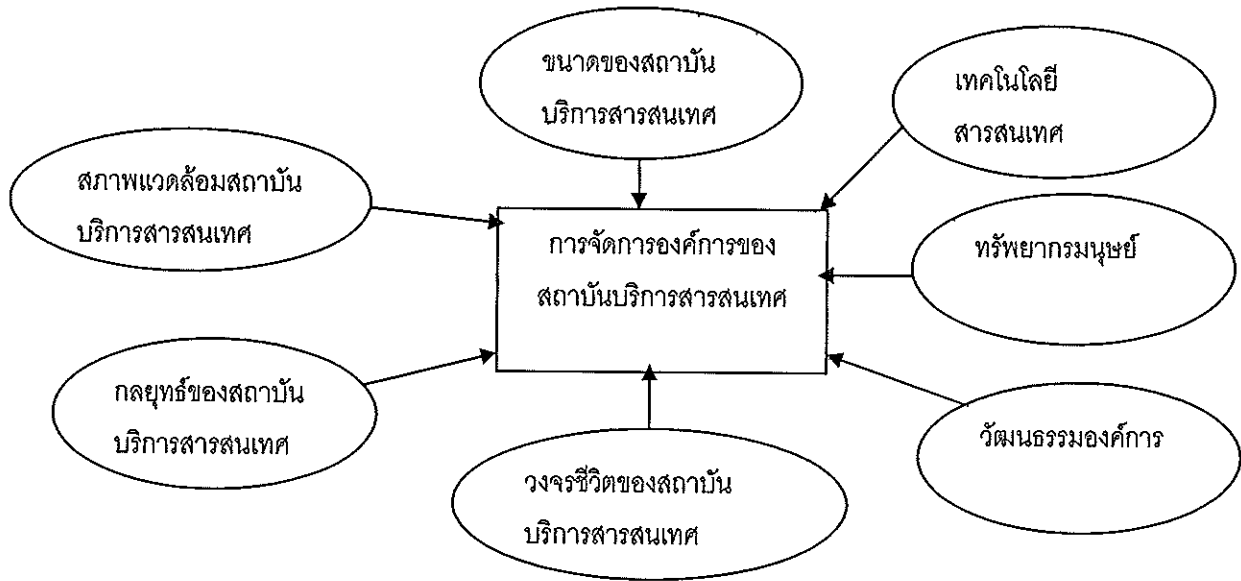 ขนาดของสถาบัน
บริการสารสนเทศ
เทคโนโลยี
สารสนเทศ
สภาพแวดล้อมสถาบัน
บริการสารสนเทศ
การจัดการองค์การของ
สถาบันบริการสารสนเทศ
ทรัพยากรมนุษย์
กลยุทธ์ของสถาบัน
บริการสารสนเทศ
วัฒนธรรมองค์การ
วงจรชีวิตของสถาบัน
บริการสารสนเทศ